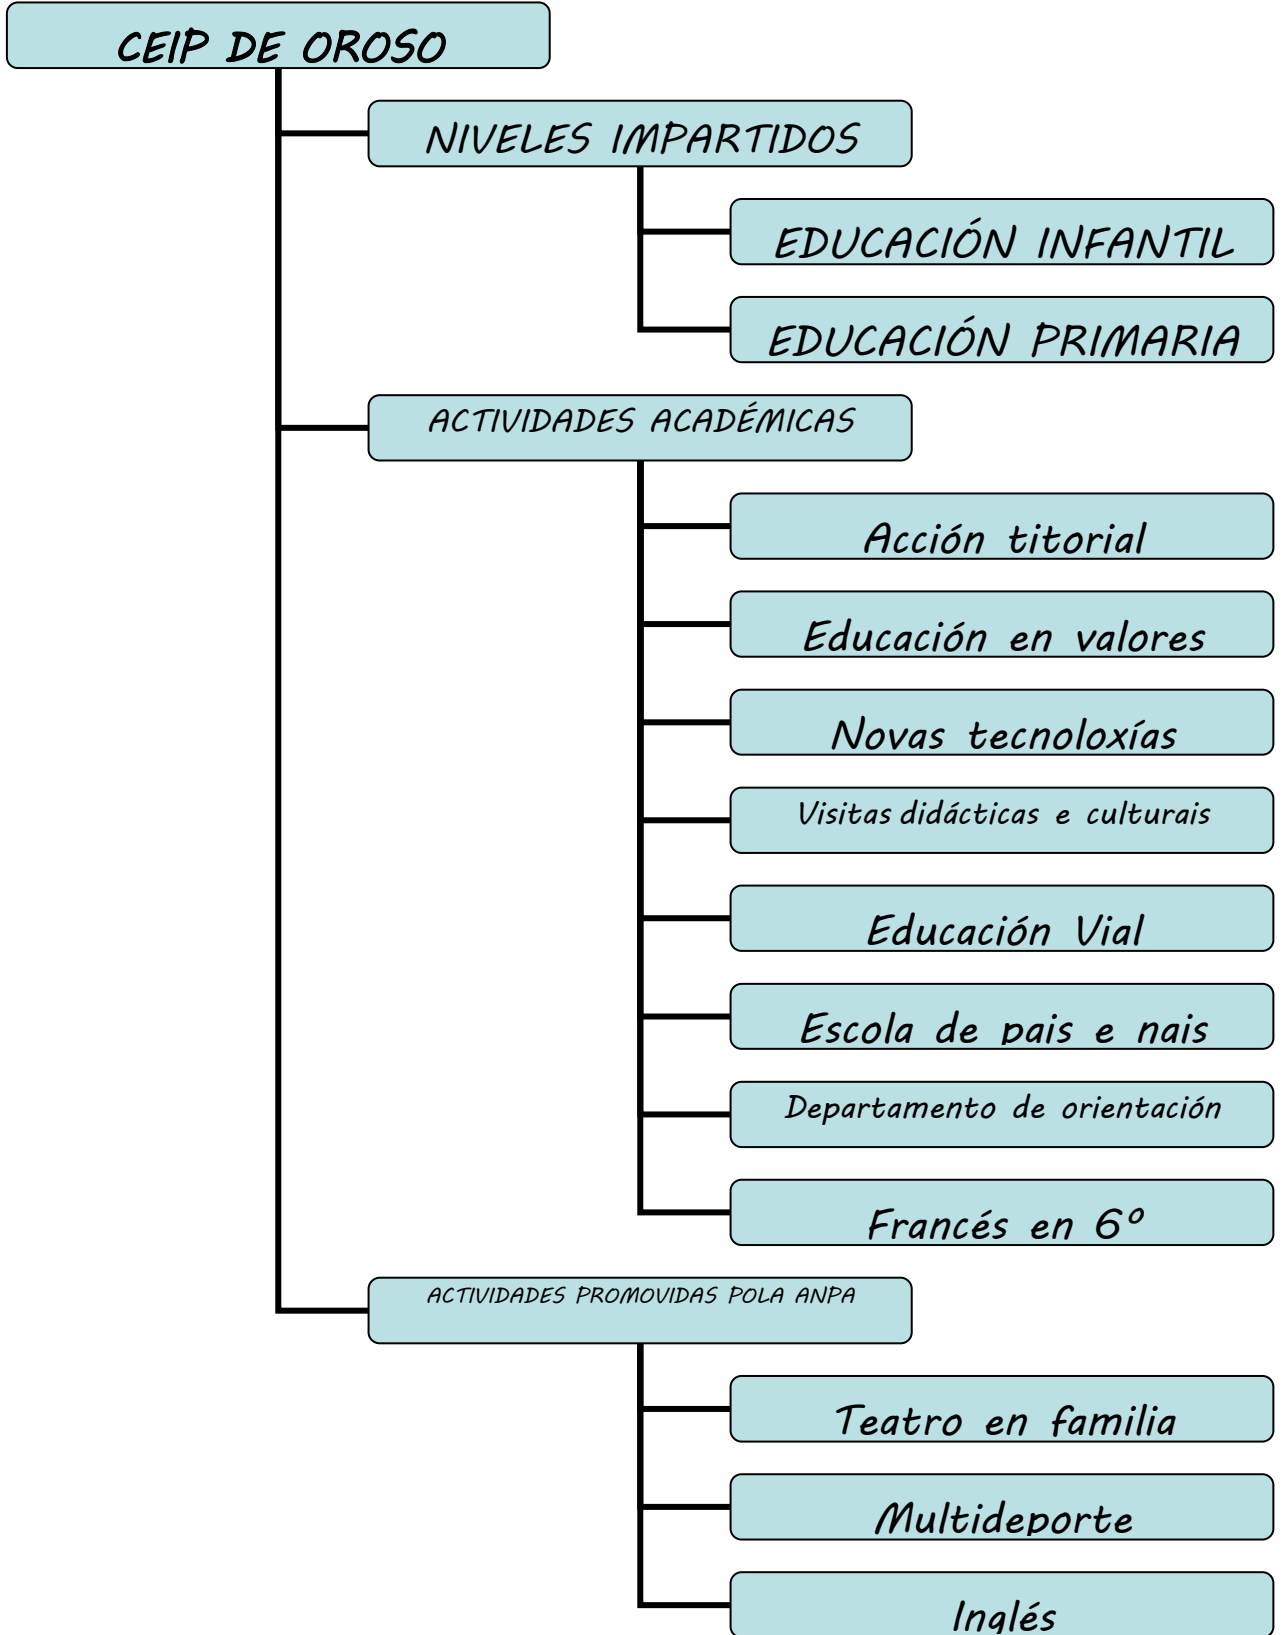 CEIP DE OROSO
NIVELES IMPARTIDOS
EDUCACIÓN INFANTIL
EDUCACIÓN PRIMARIA
ACTIVIDADES ACADÉMICAS
Acción titorial
Educación en valores
Novas tecnoloxías
Visitas didácticas e culturais
Educación Vial
Escola de pais e nais
Departamento de orientación
Francés en 6º
ACTIVIDADES PROMOVIDAS POLA ANPA
Teatro en familia
Multideporte
Inglés